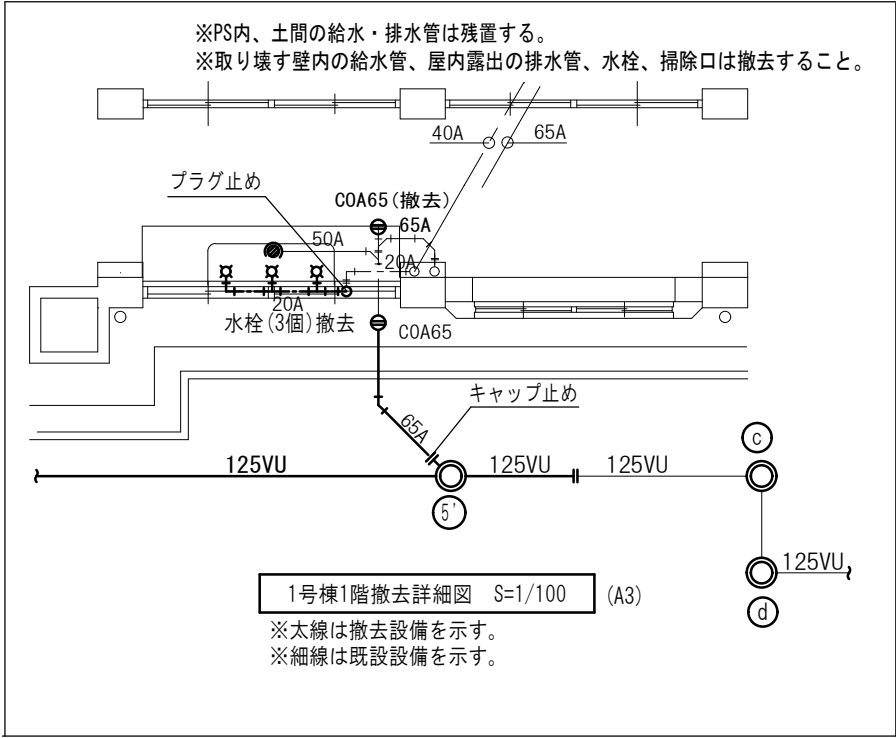 ※PS内、土間の給水・排水管は残置する。
※取り壊す壁内の給水管、屋内露出の排水管、水栓、掃除口は撤去すること。
40A
65A
プラグ止め
COA65(撤去)
65A
50A
20A
20A
水栓(3個)撤去
COA65
キャップ止め
65A
125VU
125VU
125VU
c
5'
125VU
d
1号棟1階撤去詳細図 S=1/100
(A3)
※太線は撤去設備を示す。
※細線は既設設備を示す。